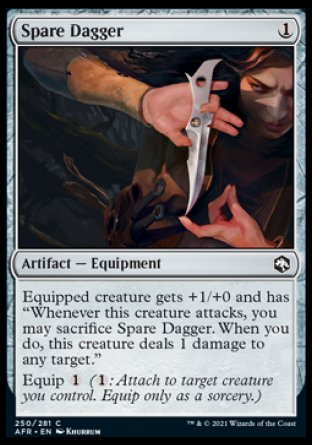 Spare Dagger 1
Artifact — Equipment
Equipped creature gets +1/+0 and has
“Whenever this creature attacks, you
may sacrifice Spare Dagger. When you
do, this creature deals 1 damage to
any target.”
Equip 1 (1: Attach to target creature
you control. Equip only as a sorcery.)
250/281 C
AFR • EN Khurrum ™ & © 2021 Wizards of the Coast